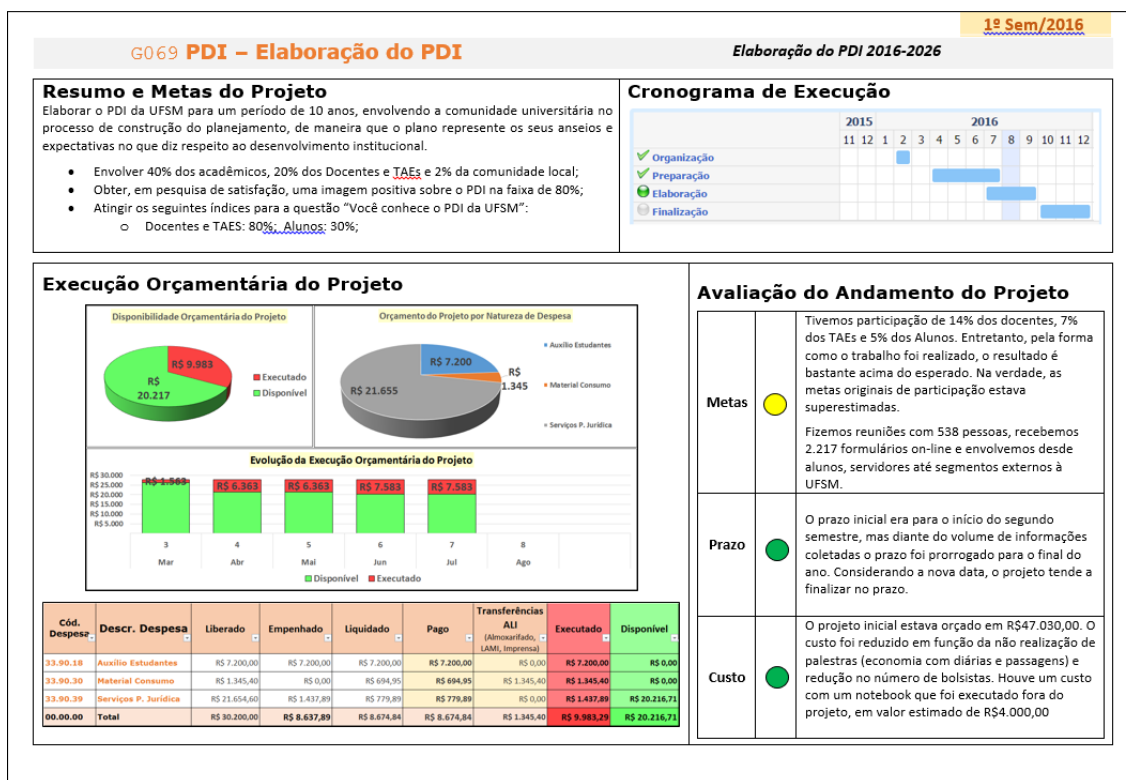 1º Sem/2016
G069 PDI – Elaboração do PDI
Elaboração do PDI 2016-2026
Resumo e Metas do Projeto
Elaborar o PDI da UFSM para um período de 10 anos, envolvendo a comunidade universitária no
processo de construção do planejamento, de maneira que o plano represente os seus anseios e
expectativas no que diz respeito ao desenvolvimento institucional.
• Envolver 40% dos acadêmicos, 20% dos Docentes e TAEs e 2% da comunidade local;
• Obter, em pesquisa de satisfação, uma imagem positiva sobre o PDI na faixa de 80%;
• Atingir os seguintes índices para a questão “Você conhece o PDI da UFSM”:
o Docentes e TAES: 80%; Alunos: 30%;
Cronograma de Execução
2015 2016
11 12 1 2 3 4 5 6 7 8 9 10 11 12
Organização
Preparação
Elaboração
Finalização
Execução Orçamentária do Projeto
Disponibilidade Orçamentária do Projeto
R$ 9.983
R$
20.217
Executado
Disponível
Orçamento do Projeto por Natureza de Despesa
R$ 7.200
R$
1.345
R$ 21.655
Auxílio Estudantes
Material Consumo
Serviços P. Jurídica
Evolução da Execução Orçamentária do Projeto
R$ 30.000
R$ 25.000
R$ 20.000
R$ 15.000
R$ 10.000
R$ 5.000
R$ 1.563 R$ 6.363 R$ 6.363 R$ 7.583 R$ 7.583
3 4 5 6 7 8
Mar Abr Mai Jun Jul Ago
Disponível Executado
Cód. Despesa Descr. Despesa Liberado Empenhado Liquidado Pago Transferências ALI (Almoxarifado, LAMI, Imprensa) Executado Disponível
33.90.18 Auxílio Estudantes R$ 7.200,00 R$ 7.200,00 R$ 7.200,00 R$ 7.200,00 R$ 0,00 R$ 7.200,00 R$ 0,00
33.90.30 Material Consumo R$ 1.345,40 R$ 0,00 R$ 694,95 R$ 694,95 R$ 1.345,40 R$ 1.345,40 R$ 0,00
33.90.39 Serviços P. Jurídica R$ 21.654,60 R$ 1.437,89 R$ 779,89 R$ 779,89 R$ 0,00 R$ 1.437,89 R$ 20.216,71
00.00.00 Total R$ 30.200,00 R$ 8.637,89 R$ 8.674,84 R$ 8.674,84 R$ 1.345,40 R$ 9.983,29 R$ 20.216,71
Avaliação do Andamento do Projeto
Metas
Tivemos participação de 14% dos docentes, 7%
dos TAEs e 5% dos Alunos. Entretanto, pela forma
como o trabalho foi realizado, o resultado é
bastante acima do esperado. Na verdade, as
metas originais de participação estava
superestimadas.
Fizemos reuniões com 538 pessoas, recebemos
2.217 formulários on-line e envolvemos desde
alunos, servidores até segmentos externos à
UFSM.
Prazo
O prazo inicial era para o início do segundo
semestre, mas diante do volume de informações
coletadas o prazo foi prorrogado para o final do
ano. Considerando a nova data, o projeto tende a
finalizar no prazo.
Custo
O projeto inicial estava orçado em R$47.030,00. O
custo foi reduzido em função da não realização de
palestras (economia com diárias e passagens) e
redução no número de bolsistas. Houve um custo
com um notebook que foi executado fora do
projeto, em valor estimado de R$4.000,00